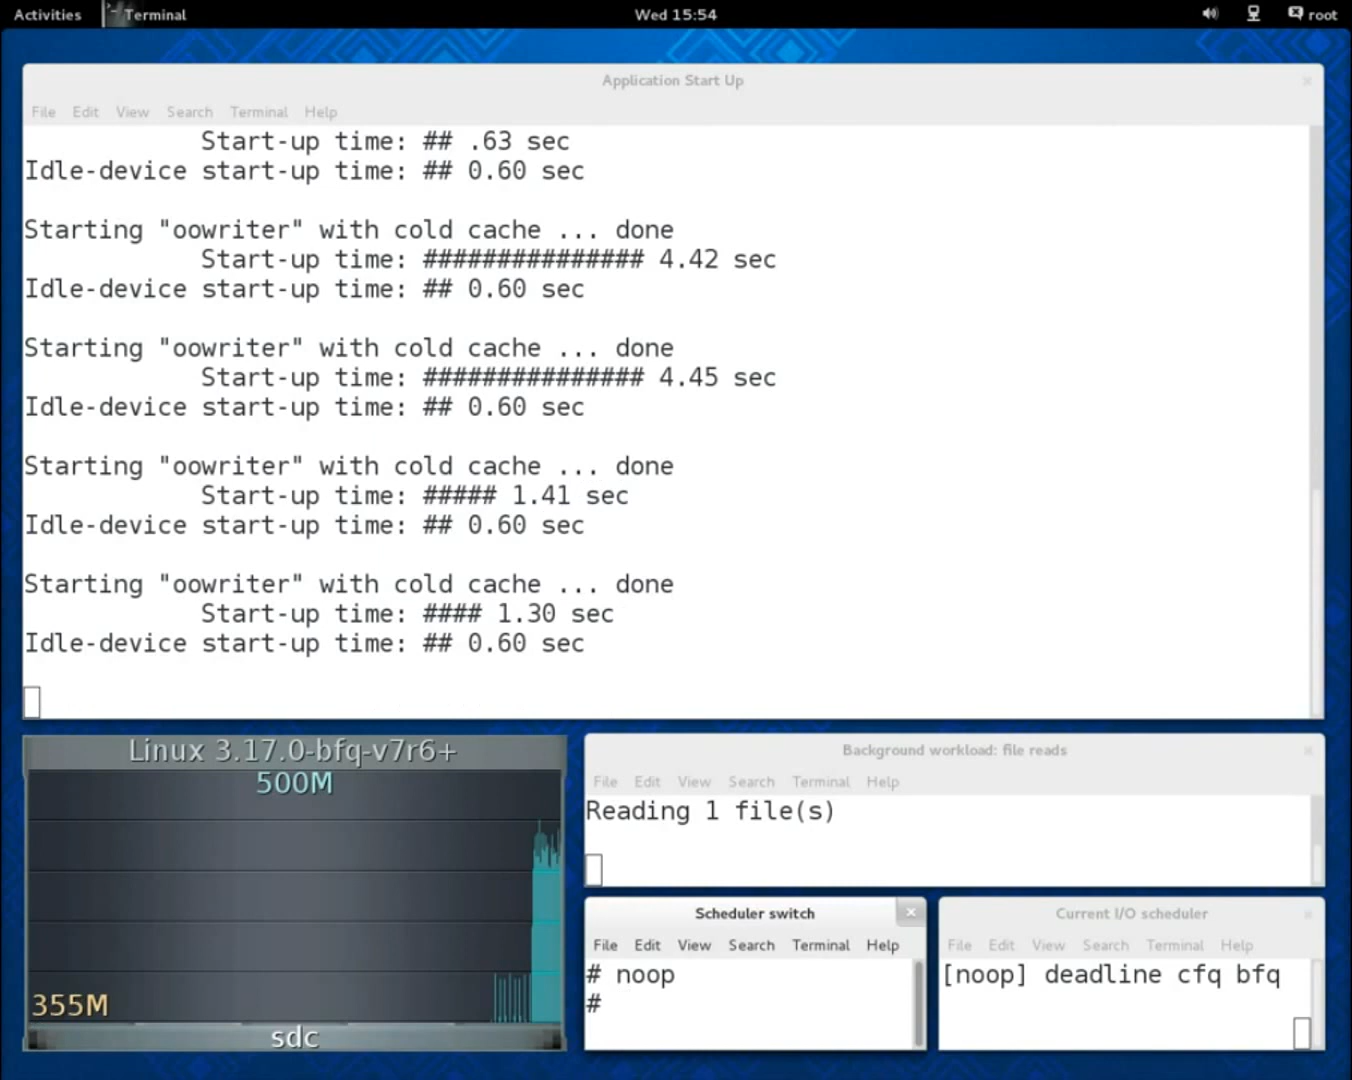 Activities Terminal Wed 15:54 root
Application Start Up
File Edit View Search Terminal Help
Start-up time: ## .63 sec
Idle-device start-up time: ## 0.60 sec
Starting "oowriter" with cold cache ... done
Start-up time: ############### 4.42 sec
Idle-device start-up time: ## 0.60 sec
Starting "oowriter" with cold cache ... done
Start-up time: ############### 4.45 sec
Idle-device start-up time: ## 0.60 sec
Starting "oowriter" with cold cache ... done
Start-up time: ##### 1.41 sec
Idle-device start-up time: ## 0.60 sec
Starting "oowriter" with cold cache ... done
Start-up time: #### 1.30 sec
Idle-device start-up time: ## 0.60 sec
Linux 3.17.0-bfq-v7r6+
500M
355M
sdc
Background workload: file reads
File Edit View Search Terminal Help
Reading 1 file(s)
Scheduler switch
File Edit View Search Terminal Help
# noop
#
Current I/O scheduler
File Edit View Search Terminal Help
[noop] deadline cfq bfq